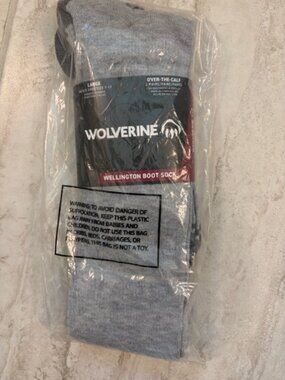 LARGE
OVER-THE-CALF
WOLVERINE
WELLINGTON BOOT SOCK
WARNING: TO AVOID DANGER OF
SUFFOCATION, KEEP THIS PLASTIC
BAG AWAY FROM BABIES AND
CHILDREN. DO NOT USE THIS BAG
IN CRIBS, BEDS, CARRIAGES, OR
PLAYPENS. THIS BAG IS NOT A TOY.